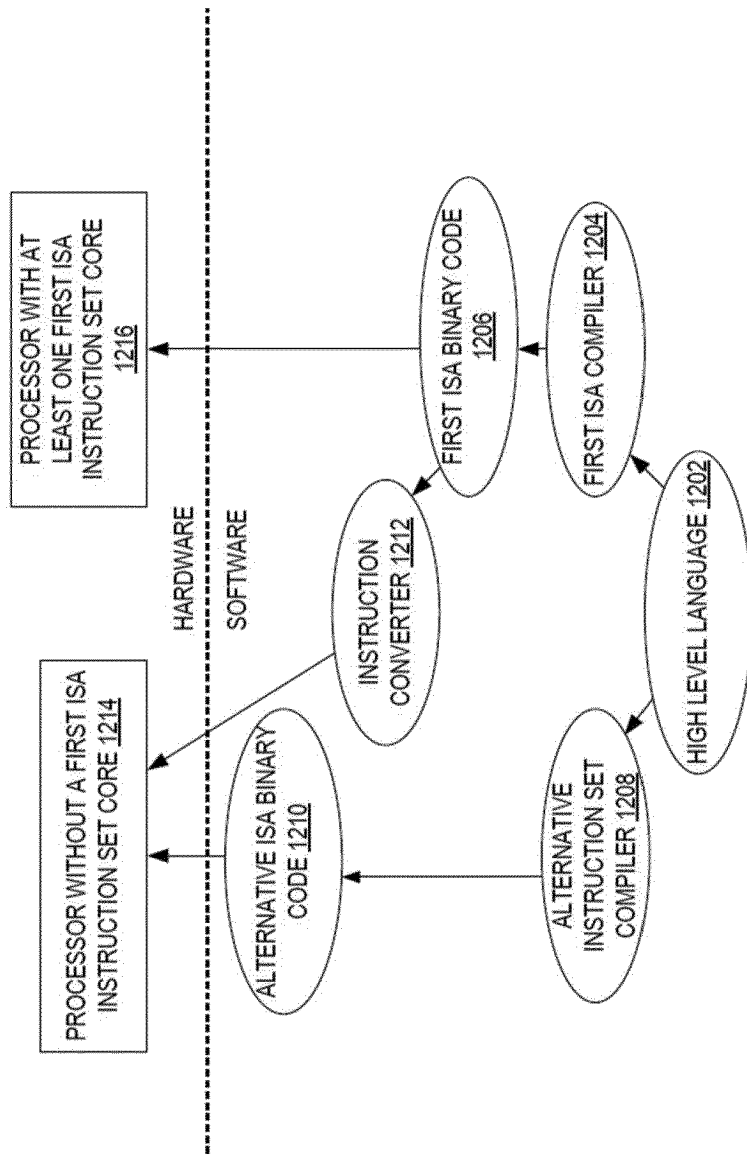 PROCESSOR WITHOUT A FIRST ISA
INSTRUCTION SET CORE 1214
PROCESSOR WITH AT
LEAST ONE FIRST ISA
INSTRUCTION SET CORE
1216
HARDWARE
SOFTWARE
ALTERNATIVE ISA BINARY
CODE 1210
INSTRUCTION
CONVERTER 1212
FIRST ISA BINARY CODE
1206
ALTERNATIVE
INSTRUCTION SET
COMPILER 1208
FIRST ISA COMPILER 1204
HIGH LEVEL LANGUAGE 1202